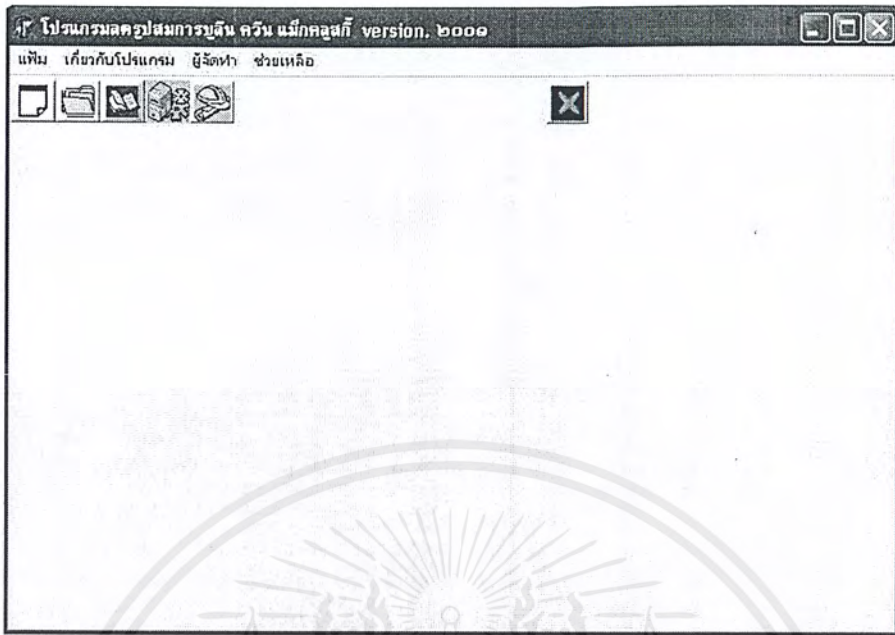 โปรแกรมลดรูปสมการบูลีน ควีน แม็กคลูสกี้ version. ๒๐๐๑
แฟ้ม เกี่ยวกับโปรแกรม ผู้จัดทำ ช่วยเหลือ